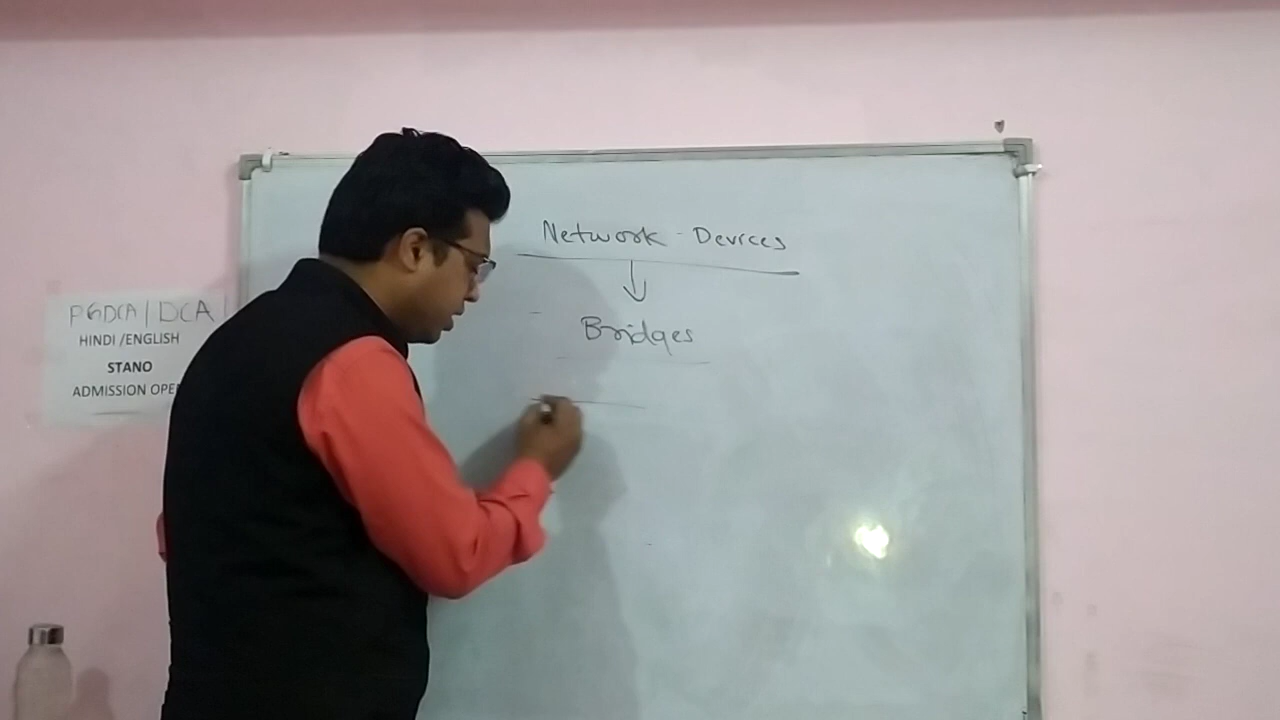 Network Devices
Bridges
PGDCA | DCA |
HINDI /ENGLISH
STANO
ADMISSION OPE